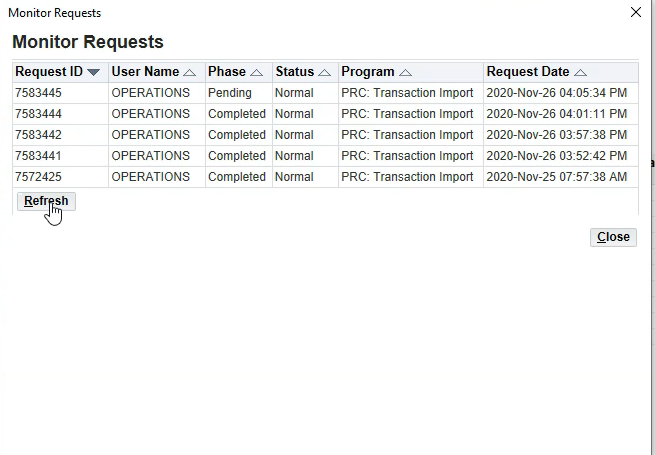 Monitor Requests
Monitor Requests
Request ID User Name Phase Status Program Request Date
7583445 OPERATIONS Pending Normal PRC: Transaction Import 2020-Nov-26 04:05:34 PM
7583444 OPERATIONS Completed Normal PRC: Transaction Import 2020-Nov-26 04:01:11 PM
7583442 OPERATIONS Completed Normal PRC: Transaction Import 2020-Nov-26 03:57:38 PM
7583441 OPERATIONS Completed Normal PRC: Transaction Import 2020-Nov-26 03:52:42 PM
7572425 OPERATIONS Completed Normal PRC: Transaction Import 2020-Nov-25 07:57:38 AM
Refresh
Close